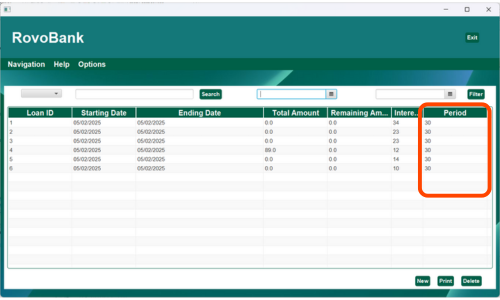 RovoBank
Exit
Navigation Help Options
Search
Filter
Loan ID Starting Date Ending Date Total Amount Remaining Am... Intere... Period
1 05/02/2025 05/02/2025 0.0 0.0 34 30
2 05/02/2025 05/02/2025 0.0 0.0 23 30
3 05/02/2025 05/02/2025 0.0 0.0 23 30
4 05/02/2025 05/02/2025 89.0 0.0 12 30
5 05/02/2025 05/02/2025 0.0 0.0 14 30
6 05/02/2025 05/02/2025 0.0 0.0 10 30
New Print Delete